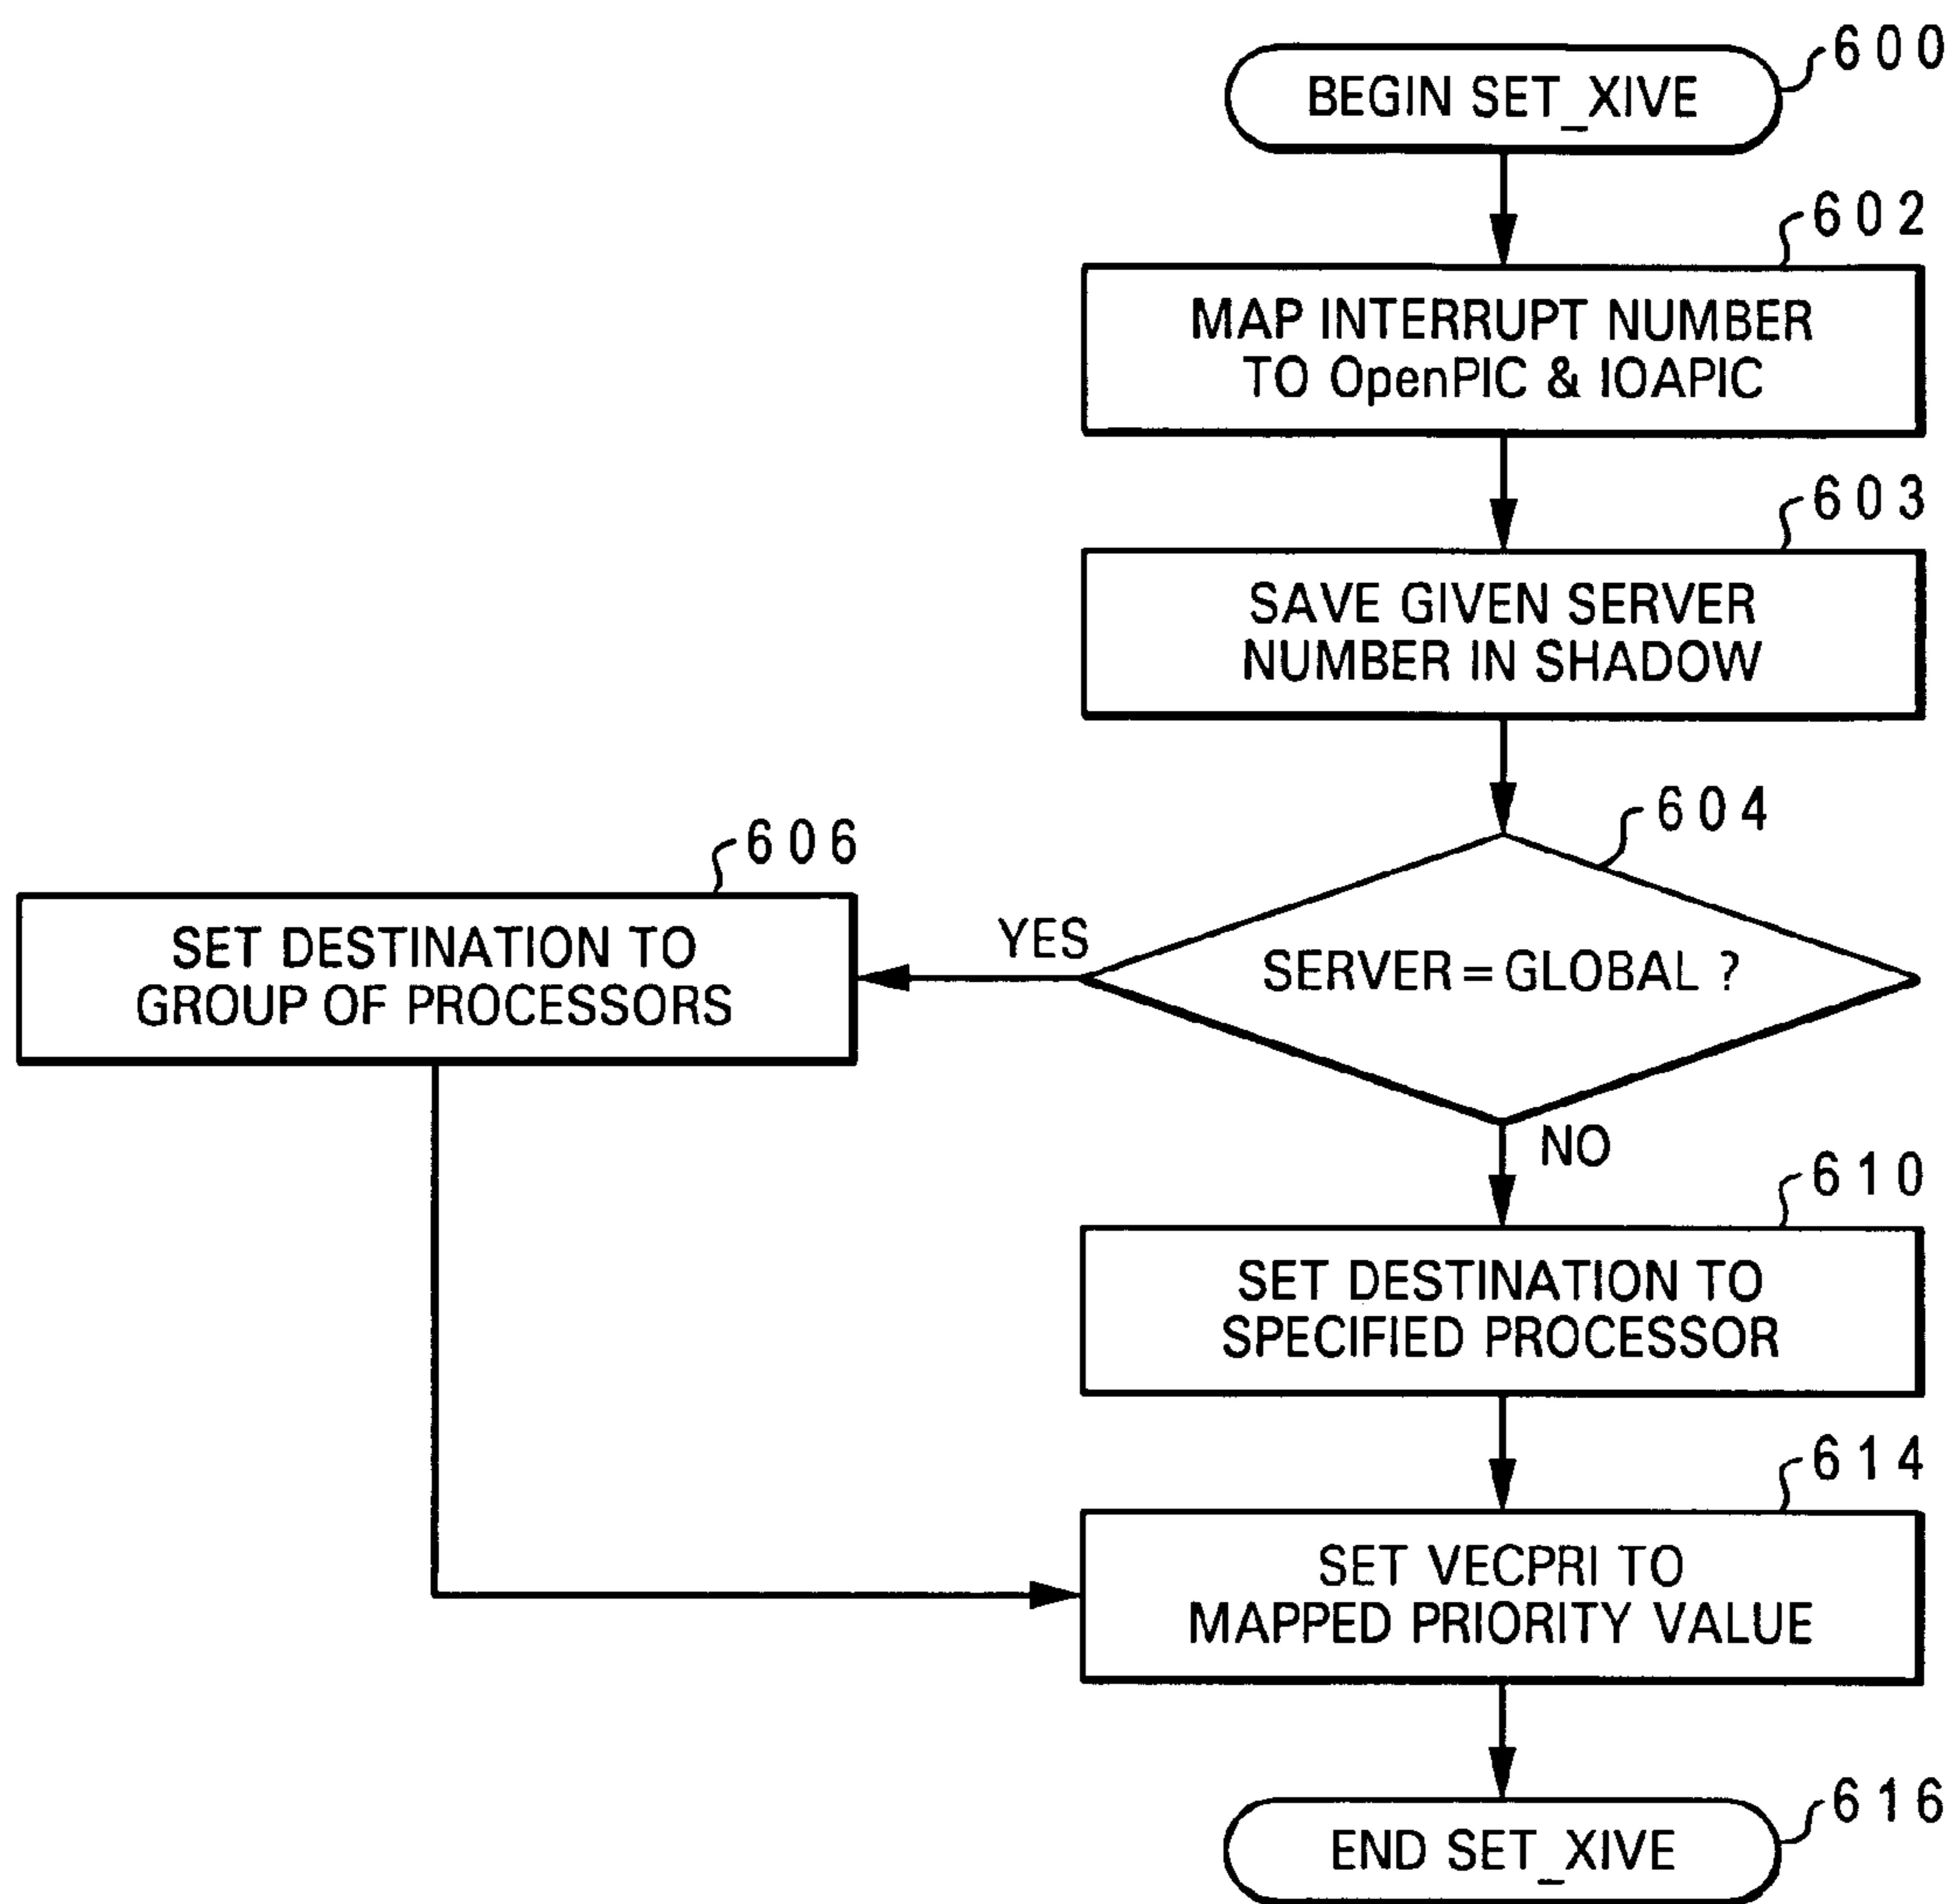 600
BEGIN SET_XIVE
602
MAP INTERRUPT NUMBER
TO OpenPIC & IOAPIC
603
SAVE GIVEN SERVER
NUMBER IN SHADOW
604
SERVER = GLOBAL ?
YES
606
SET DESTINATION TO
GROUP OF PROCESSORS
NO
610
SET DESTINATION TO
SPECIFIED PROCESSOR
614
SET VECPRI TO
MAPPED PRIORITY VALUE
616
END SET_XIVE